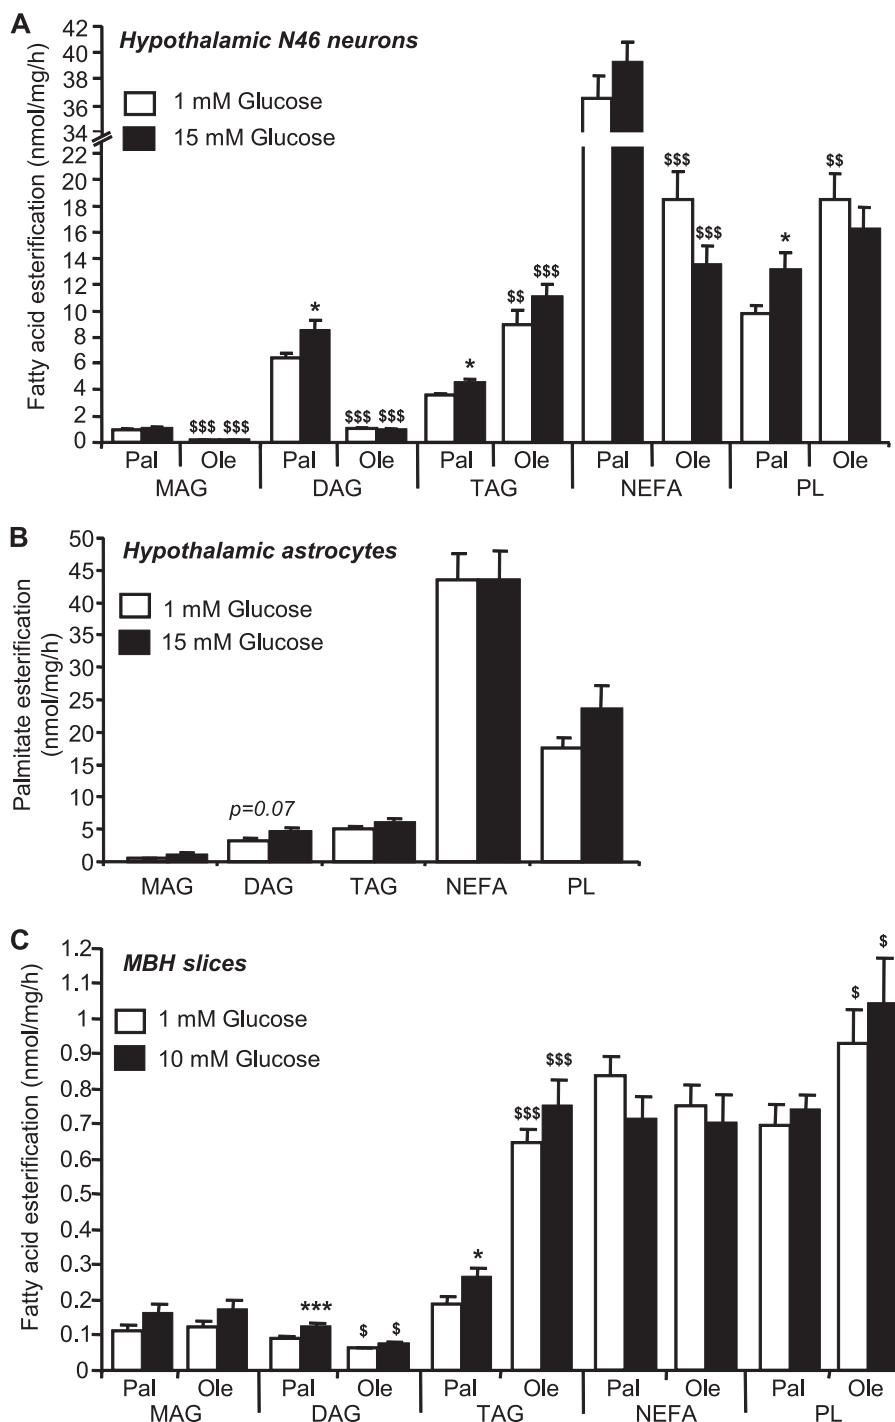 A
Hypothalamic N46 neurons
1 mM Glucose
15 mM Glucose
Fatty acid esterification (nmol/mg/h)
42
40
38
36
34
22
20
18
16
14
12
10
8
6
4
2
0
$$$ $$$
*
$$$ $$$
*
$$
$$$
$$$
$$$
*
$$
Pal Ole Pal Ole Pal Ole Pal Ole Pal Ole
MAG DAG TAG NEFA PL
B
Hypothalamic astrocytes
1 mM Glucose
15 mM Glucose
Palmitate esterification
(nmol/mg/h)
50
45
40
35
30
25
20
15
10
5
0
p=0.07
MAG DAG TAG NEFA PL
C
MBH slices
1 mM Glucose
10 mM Glucose
Fatty acid esterification (nmol/mg/h)
1.2
1.1
1
0.9
0.8
0.7
0.6
0.5
0.4
0.3
0.2
0.1
0
***
$ $
*
$$$
$$$
$
$
Pal Ole Pal Ole Pal Ole Pal Ole Pal Ole
MAG DAG TAG NEFA PL